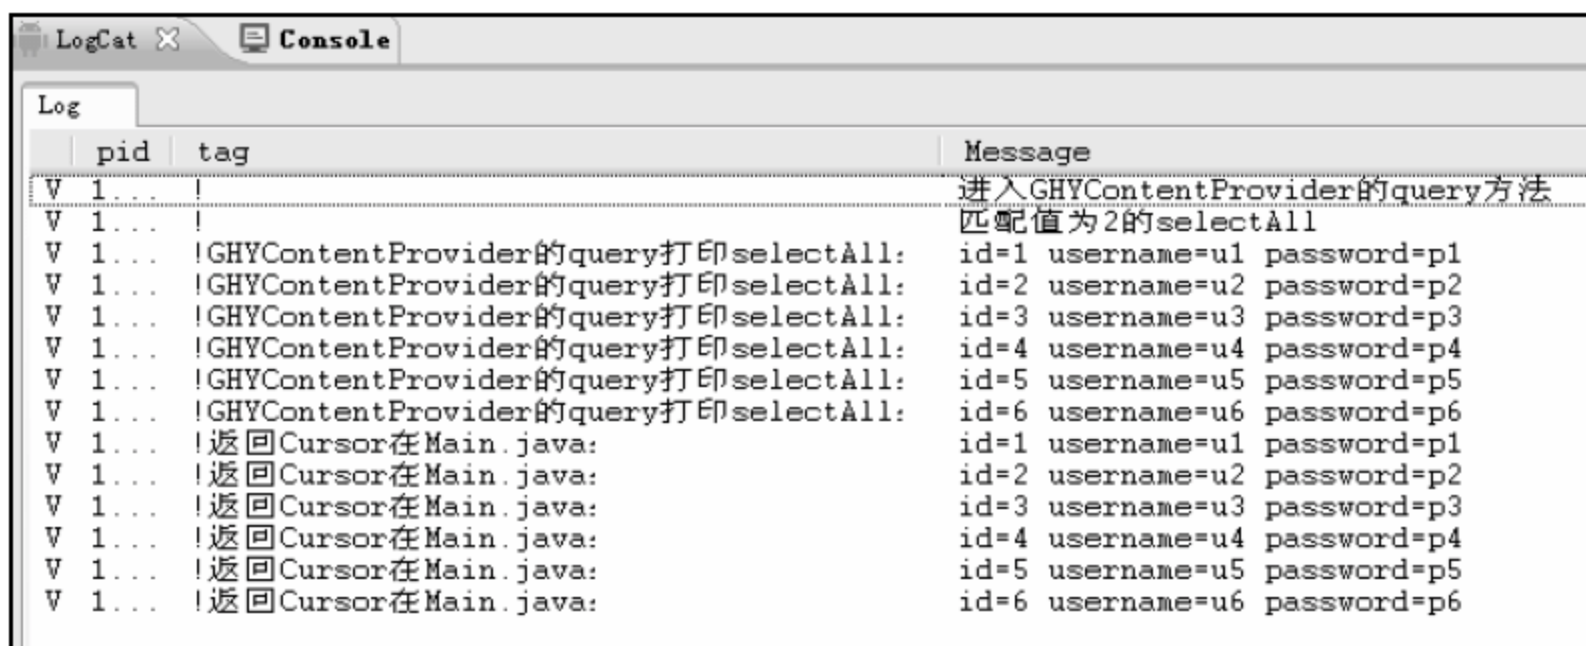 LogCat Console
Log
pid tag Message
V 1... ! 进入GHYContentProvider的query方法
V 1... ! 匹配值为2的selectAll
V 1... !GHYContentProvider的query打印selectAll: id=1 username=u1 password=p1
V 1... !GHYContentProvider的query打印selectAll: id=2 username=u2 password=p2
V 1... !GHYContentProvider的query打印selectAll: id=3 username=u3 password=p3
V 1... !GHYContentProvider的query打印selectAll: id=4 username=u4 password=p4
V 1... !GHYContentProvider的query打印selectAll: id=5 username=u5 password=p5
V 1... !GHYContentProvider的query打印selectAll: id=6 username=u6 password=p6
V 1... !返回Cursor在Main.java: id=1 username=u1 password=p1
V 1... !返回Cursor在Main.java: id=2 username=u2 password=p2
V 1... !返回Cursor在Main.java: id=3 username=u3 password=p3
V 1... !返回Cursor在Main.java: id=4 username=u4 password=p4
V 1... !返回Cursor在Main.java: id=5 username=u5 password=p5
V 1... !返回Cursor在Main.java: id=6 username=u6 password=p6